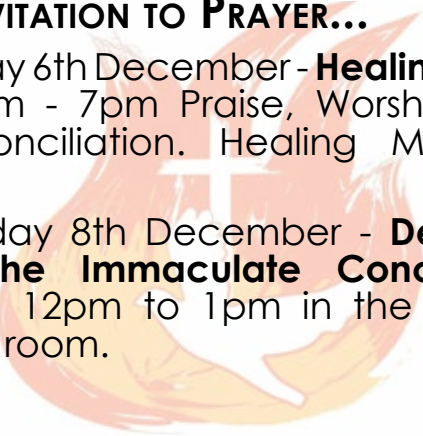 VITATION TO PRAYER...
ay 6th December - Healin
m - 7pm Praise, Worsh
onciliation. Healing M
day 8th December - De
he Immaculate Conc
12pm to 1pm in the
room.